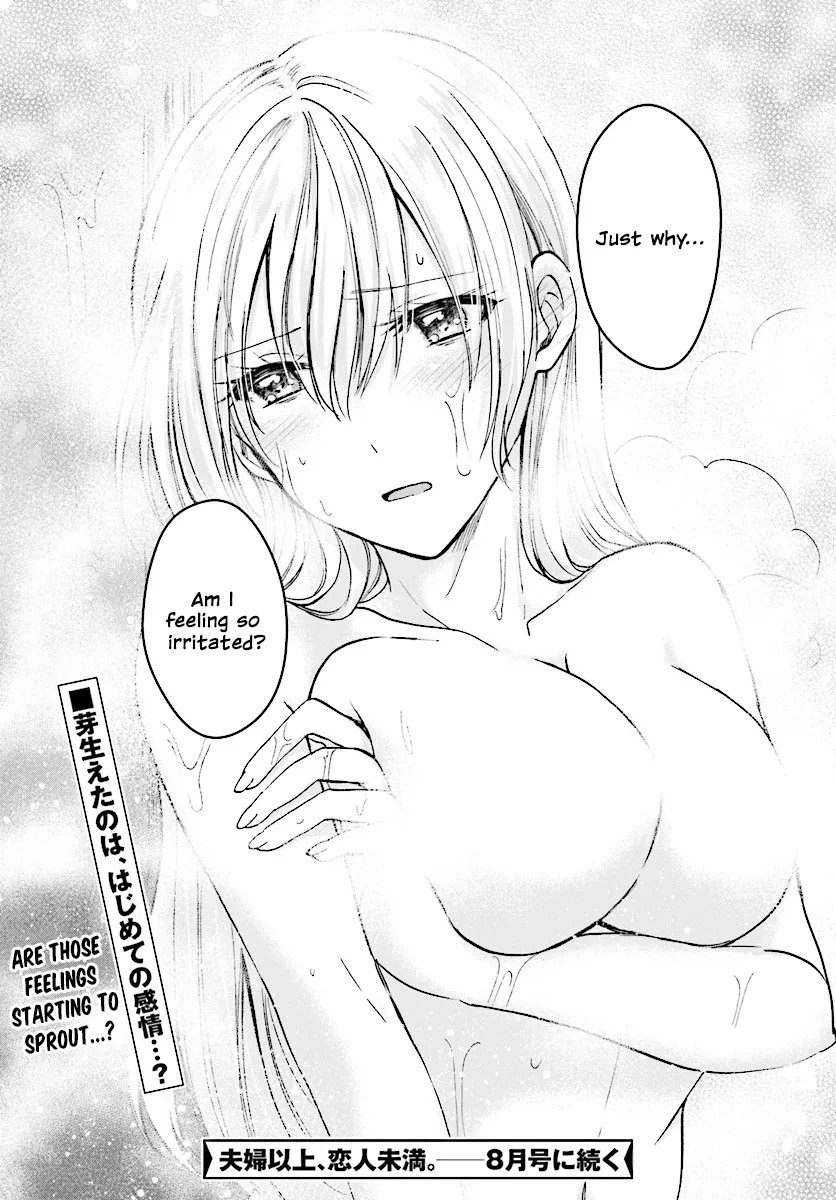 Just why...
Am I
feeling so
irritated?
■芽生えたのは、はじめての感情…?
ARE THOSE
FEELINGS
STARTING TO
SPROUT...?
夫婦以上、恋人未満。――8月号に続く